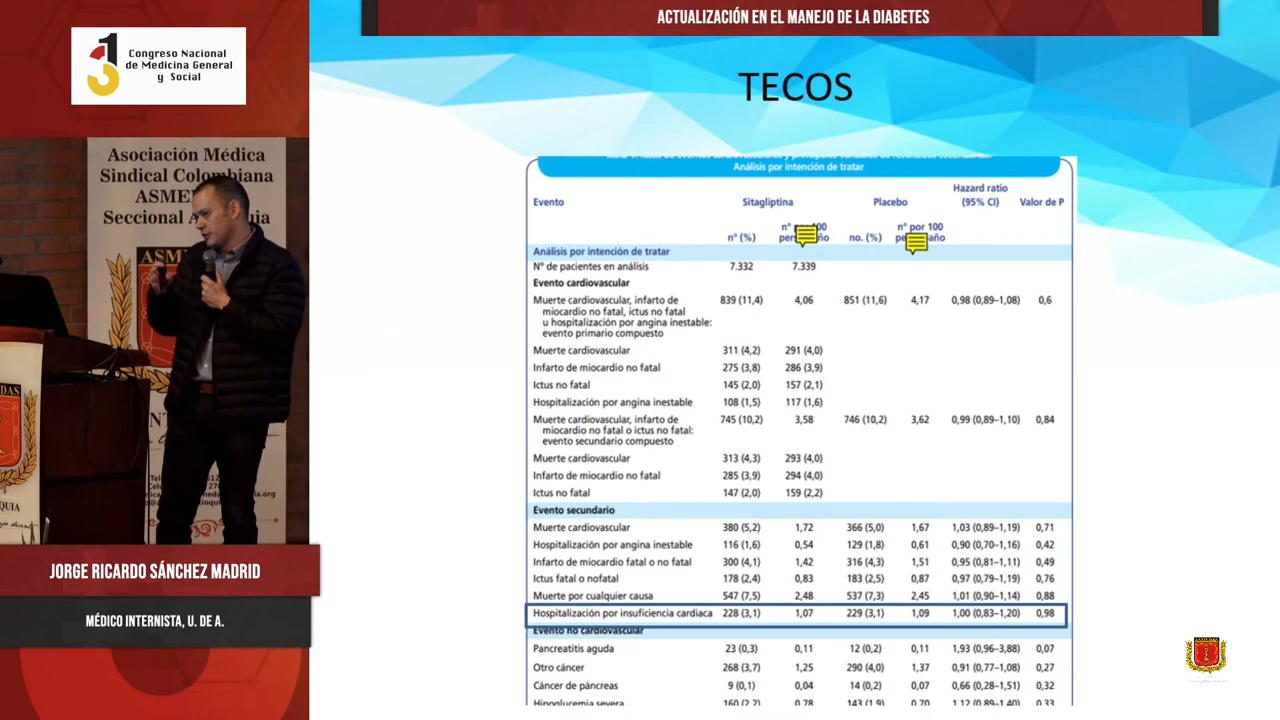 ACTUALIZACIÓN EN EL MANEJO DE LA DIABETES
Congreso Nacional
de Medicina General
y Social
Asociación Médica
Sindical Colombiana
Seccional
TECOS
Análisis por intención de tratar
Evento Sitagliptina Placebo Hazard ratio (95% CI) Valor de P
nº (%) no. (%) nº por 100
Análisis por intención de tratar
Nº de pacientes en análisis 7.332 7.339
Evento cardiovascular
Muerte cardiovascular, infarto de 839 (11,4) 4,06 851 (11,6) 4,17 0,98 (0,89–1,08) 0,6
miocardio no fatal, ictus no fatal
u hospitalización por angina inestable:
evento primario compuesto
Muerte cardiovascular 311 (4,2) 291 (4,0)
Infarto de miocardio no fatal 275 (3,8) 286 (3,9)
Ictus no fatal 145 (2,0) 157 (2,1)
Hospitalización por angina inestable 108 (1,5) 117 (1,6)
Muerte cardiovascular, infarto de 745 (10,2) 3,58 746 (10,2) 3,62 0,99 (0,89–1,10) 0,84
miocardio no fatal o ictus no fatal:
evento secundario compuesto
Muerte cardiovascular 313 (4,3) 293 (4,0)
Infarto de miocardio no fatal 285 (3,9) 294 (4,0)
Ictus no fatal 147 (2,0) 159 (2,2)
Evento secundario
Muerte cardiovascular 380 (5,2) 1,72 366 (5,0) 1,67 1,03 (0,89–1,19) 0,71
Hospitalización por angina inestable 116 (1,6) 0,54 129 (1,8) 0,61 0,90 (0,70–1,16) 0,42
Infarto de miocardio fatal o no fatal 300 (4,1) 1,42 316 (4,3) 1,51 0,95 (0,81–1,11) 0,49
Ictus fatal o nofatal 178 (2,4) 0,83 183 (2,5) 0,87 0,97 (0,79–1,19) 0,76
Muerte por cualquier causa 547 (7,5) 2,48 537 (7,3) 2,45 1,01 (0,90–1,14) 0,88
Hospitalización por insuficiencia cardiaca 228 (3,1) 1,07 229 (3,1) 1,09 1,00 (0,83–1,20) 0,98
Evento no cardiovascular
Pancreatitis aguda 23 (0,3) 0,11 12 (0,2) 0,11 1,93 (0,96–3,88) 0,07
Otro cáncer 268 (3,7) 1,25 290 (4,0) 1,37 0,91 (0,77–1,08) 0,27
Cáncer de páncreas 9 (0,1) 0,04 14 (0,2) 0,07 0,66 (0,28–1,51) 0,32
Hipoglucemia severa 160 (2,2) 0,78 143 (1,9) 0,70 1,12 (0,89–1,40) 0,33
JORGE RICARDO SÁNCHEZ MADRID
MÉDICO INTERNISTA, U. DE A.